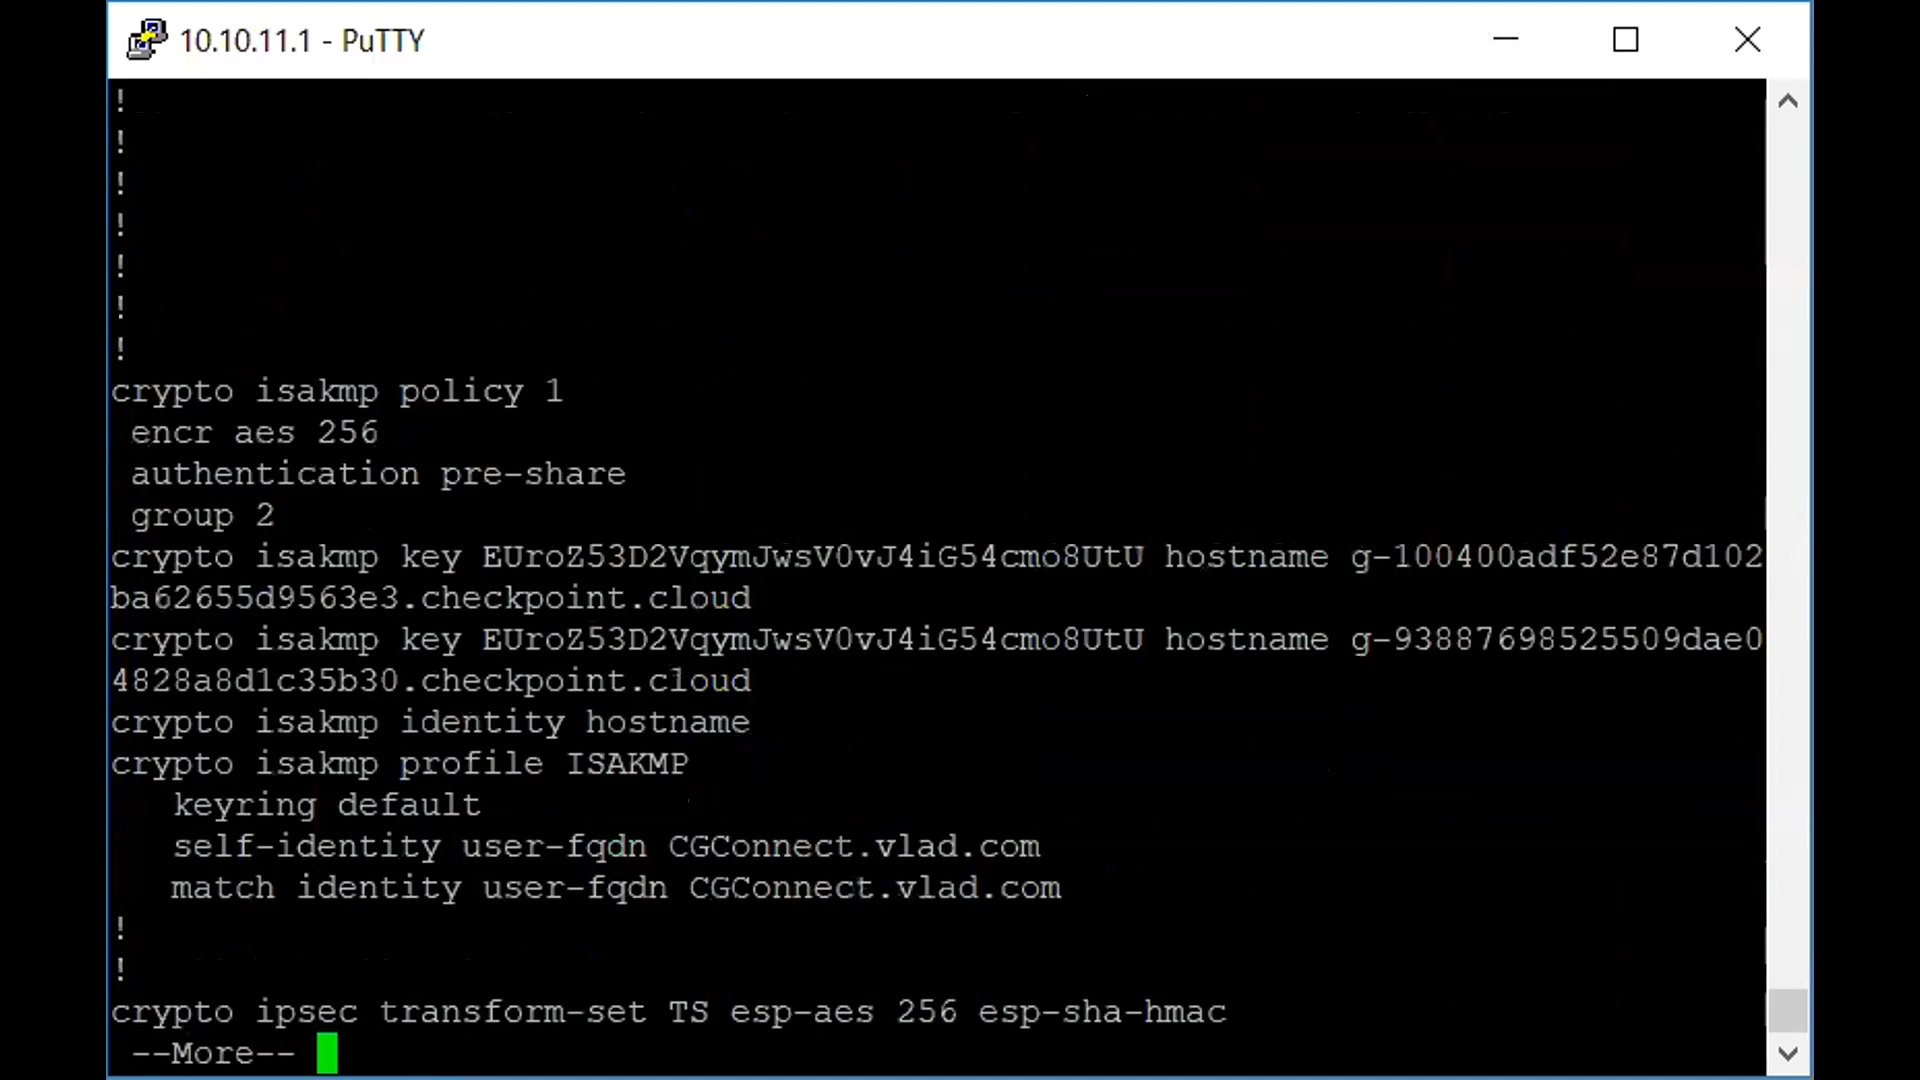 10.10.11.1 - PuTTY
!
!
!
!
!
!
!
crypto isakmp policy 1
encr aes 256
authentication pre-share
group 2
crypto isakmp key EUroZ53D2VqymJwsV0vJ4iG54cmo8UtU hostname g-100400adf52e87d102
ba62655d9563e3.checkpoint.cloud
crypto isakmp key EUroZ53D2VqymJwsV0vJ4iG54cmo8UtU hostname g-93887698525509dae0
4828a8d1c35b30.checkpoint.cloud
crypto isakmp identity hostname
crypto isakmp profile ISAKMP
keyring default
self-identity user-fqdn CGConnect.vlad.com
match identity user-fqdn CGConnect.vlad.com
!
!
crypto ipsec transform-set TS esp-aes 256 esp-sha-hmac
--More--